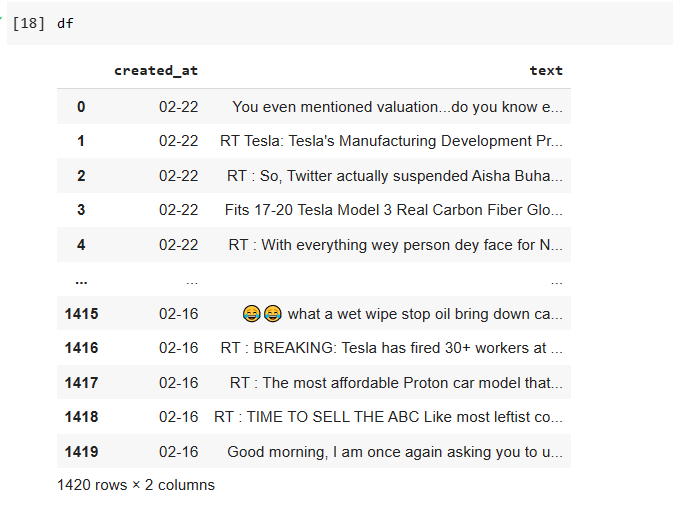 [18] df
created_at text
0 02-22 You even mentioned valuation...do you know e...
1 02-22 RT Tesla: Tesla's Manufacturing Development Pr...
2 02-22 RT : So, Twitter actually suspended Aisha Buha...
3 02-22 Fits 17-20 Tesla Model 3 Real Carbon Fiber Glo...
4 02-22 RT : With everything wey person dey face for N...
... ... ...
1415 02-16 😂😂 what a wet wipe stop oil bring down ca...
1416 02-16 RT : BREAKING: Tesla has fired 30+ workers at ...
1417 02-16 RT : The most affordable Proton car model that...
1418 02-16 RT : TIME TO SELL THE ABC Like most leftist co...
1419 02-16 Good morning, I am once again asking you to u...
1420 rows × 2 columns